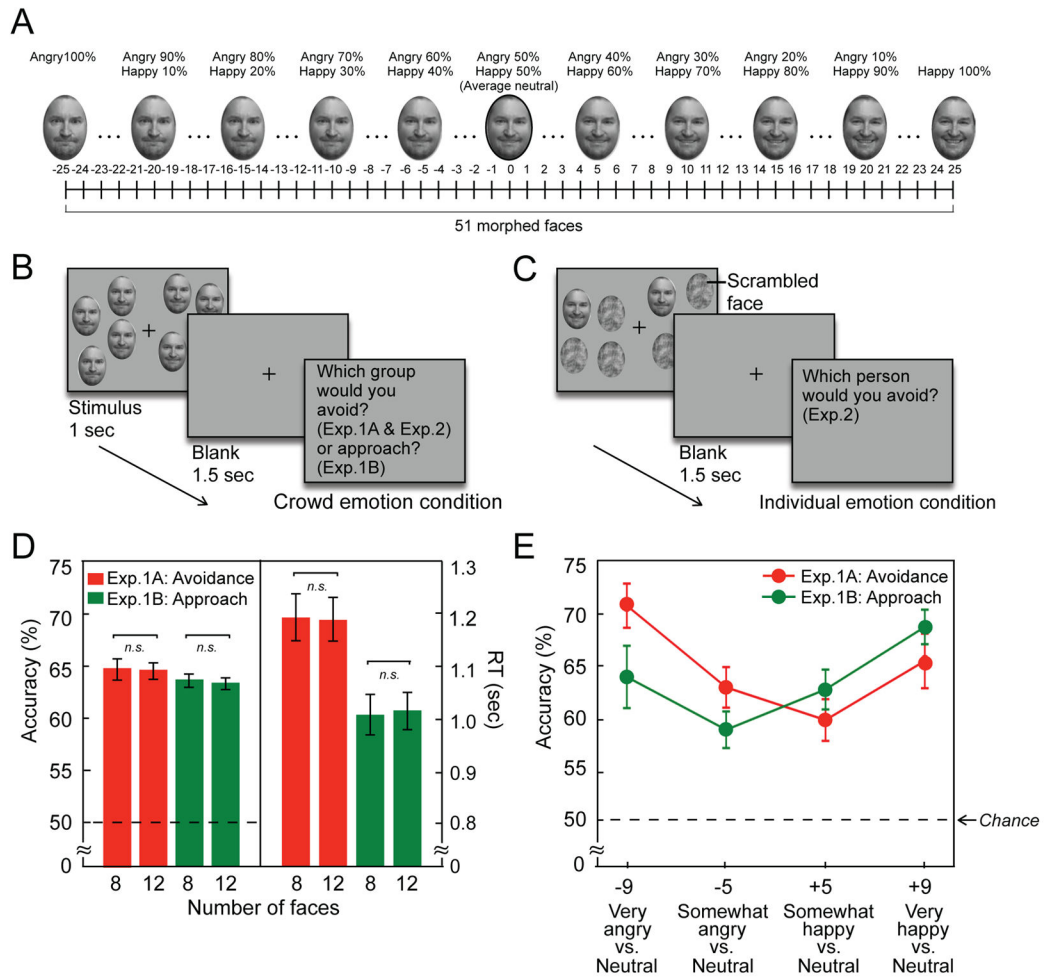 A
Angry100%
Angry 90%
Happy 10%
Angry 80%
Happy 20%
Angry 70%
Happy 30%
Angry 60%
Happy 40%
Angry 50%
Happy 50%
(Average neutral)
Angry 40%
Happy 60%
Angry 30%
Happy 70%
Angry 20%
Happy 80%
Angry 10%
Happy 90%
Happy 100%
-25 -24 -23 -22 -21 -20 -19 -18 -17 -16 -15 -14 -13 -12 -11 -10 -9 -8 -7 -6 -5 -4 -3 -2 -1 0 1 2 3 4 5 6 7 8 9 10 11 12 13 14 15 16 17 18 19 20 21 22 23 24 25
51 morphed faces
B
Stimulus
1 sec
Blank
1.5 sec
Which group
would you
avoid?
(Exp.1A & Exp.2)
or approach?
(Exp.1B)
Crowd emotion condition
C
Scrambled
face
Blank
1.5 sec
Which person
would you avoid?
(Exp.2)
Individual emotion condition
D
Exp.1A: Avoidance
Exp.1B: Approach
n.s.
n.s.
n.s.
n.s.
Accuracy (%)
75
70
65
60
55
50
0
RT (sec)
1.3
1.2
1.1
1.0
0.9
0.8
0
8 12 8 12 8 12 8 12
Number of faces
E
Exp.1A: Avoidance
Exp.1B: Approach
Accuracy (%)
75
70
65
60
55
50
0
Chance
-9 -5 +5 +9
Very
angry
vs.
Neutral
Somewhat
angry
vs.
Neutral
Somewhat
happy
vs.
Neutral
Very
happy
vs.
Neutral